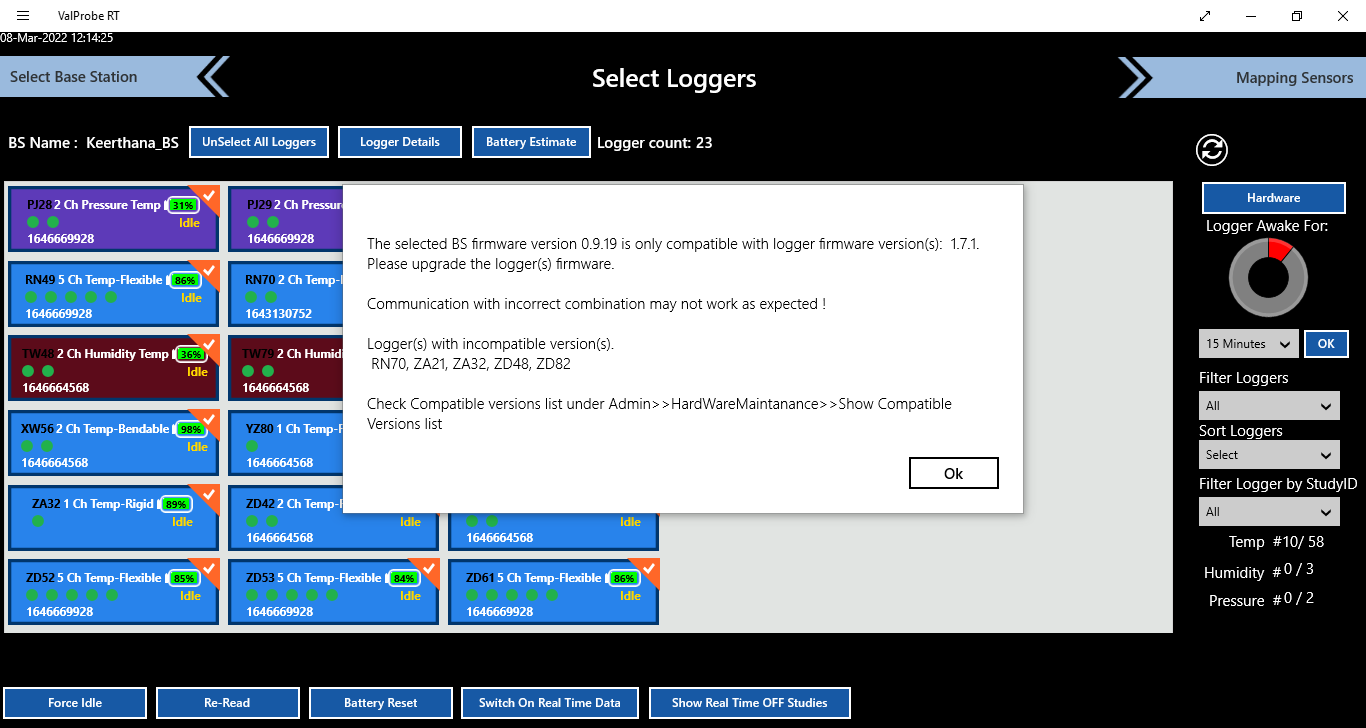 ValProbe RT
08-Mar-2022 12:14:25
Select Base Station
Select Loggers
Mapping Sensors
BS Name : Keerthana_BS
UnSelect All Loggers
Logger Details
Battery Estimate
Logger count: 23
PJ28 2 Ch Pressure Temp 31%
Idle
1646669928
PJ29 2 Ch Pressure
1646669928
RN49 5 Ch Temp-Flexible 86%
Idle
1646669928
RN70 2 Ch Temp-
1643130752
TW48 2 Ch Humidity Temp 36%
Idle
1646664568
TW79 2 Ch Humidi
1646664568
XW56 2 Ch Temp-Bendable 98%
Idle
1646664568
YZ80 1 Ch Temp-F
1646664568
ZA32 1 Ch Temp-Rigid 89%
Idle
ZD42 2 Ch Temp-F
Idle
1646664568
Idle
1646664568
ZD52 5 Ch Temp-Flexible 85%
Idle
1646669928
ZD53 5 Ch Temp-Flexible 84%
Idle
1646669928
ZD61 5 Ch Temp-Flexible 86%
Idle
1646669928
The selected BS firmware version 0.9.19 is only compatible with logger firmware version(s): 1.7.1.
Please upgrade the logger(s) firmware.
Communication with incorrect combination may not work as expected !
Logger(s) with incompatible version(s).
RN70, ZA21, ZA32, ZD48, ZD82
Check Compatible versions list under Admin>>HardWareMaintanance>>Show Compatible
Versions list
Ok
Hardware
Logger Awake For:
15 Minutes
OK
Filter Loggers
All
Sort Loggers
Select
Filter Logger by StudyID
All
Temp #10/ 58
Humidity #0 / 3
Pressure #0 / 2
Force Idle
Re-Read
Battery Reset
Switch On Real Time Data
Show Real Time OFF Studies